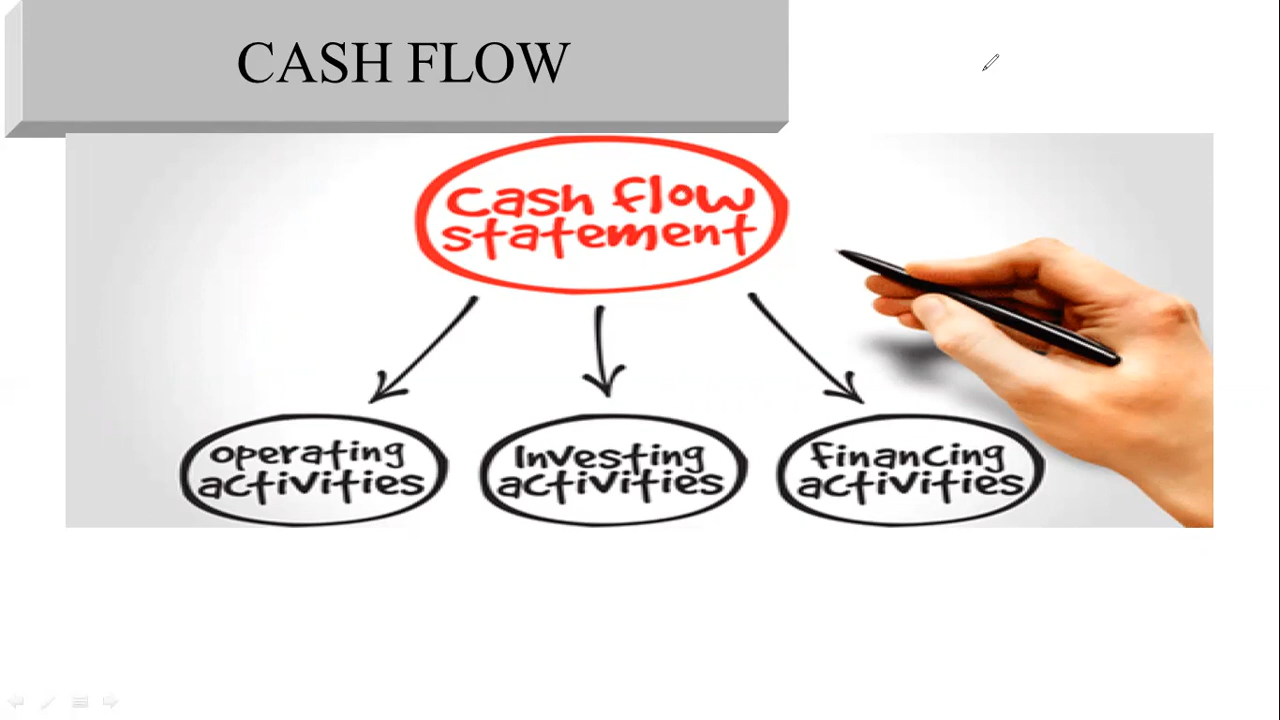 CASH FLOW
Cash flow
statement
operating
activities
Investing
activities
financing
activities